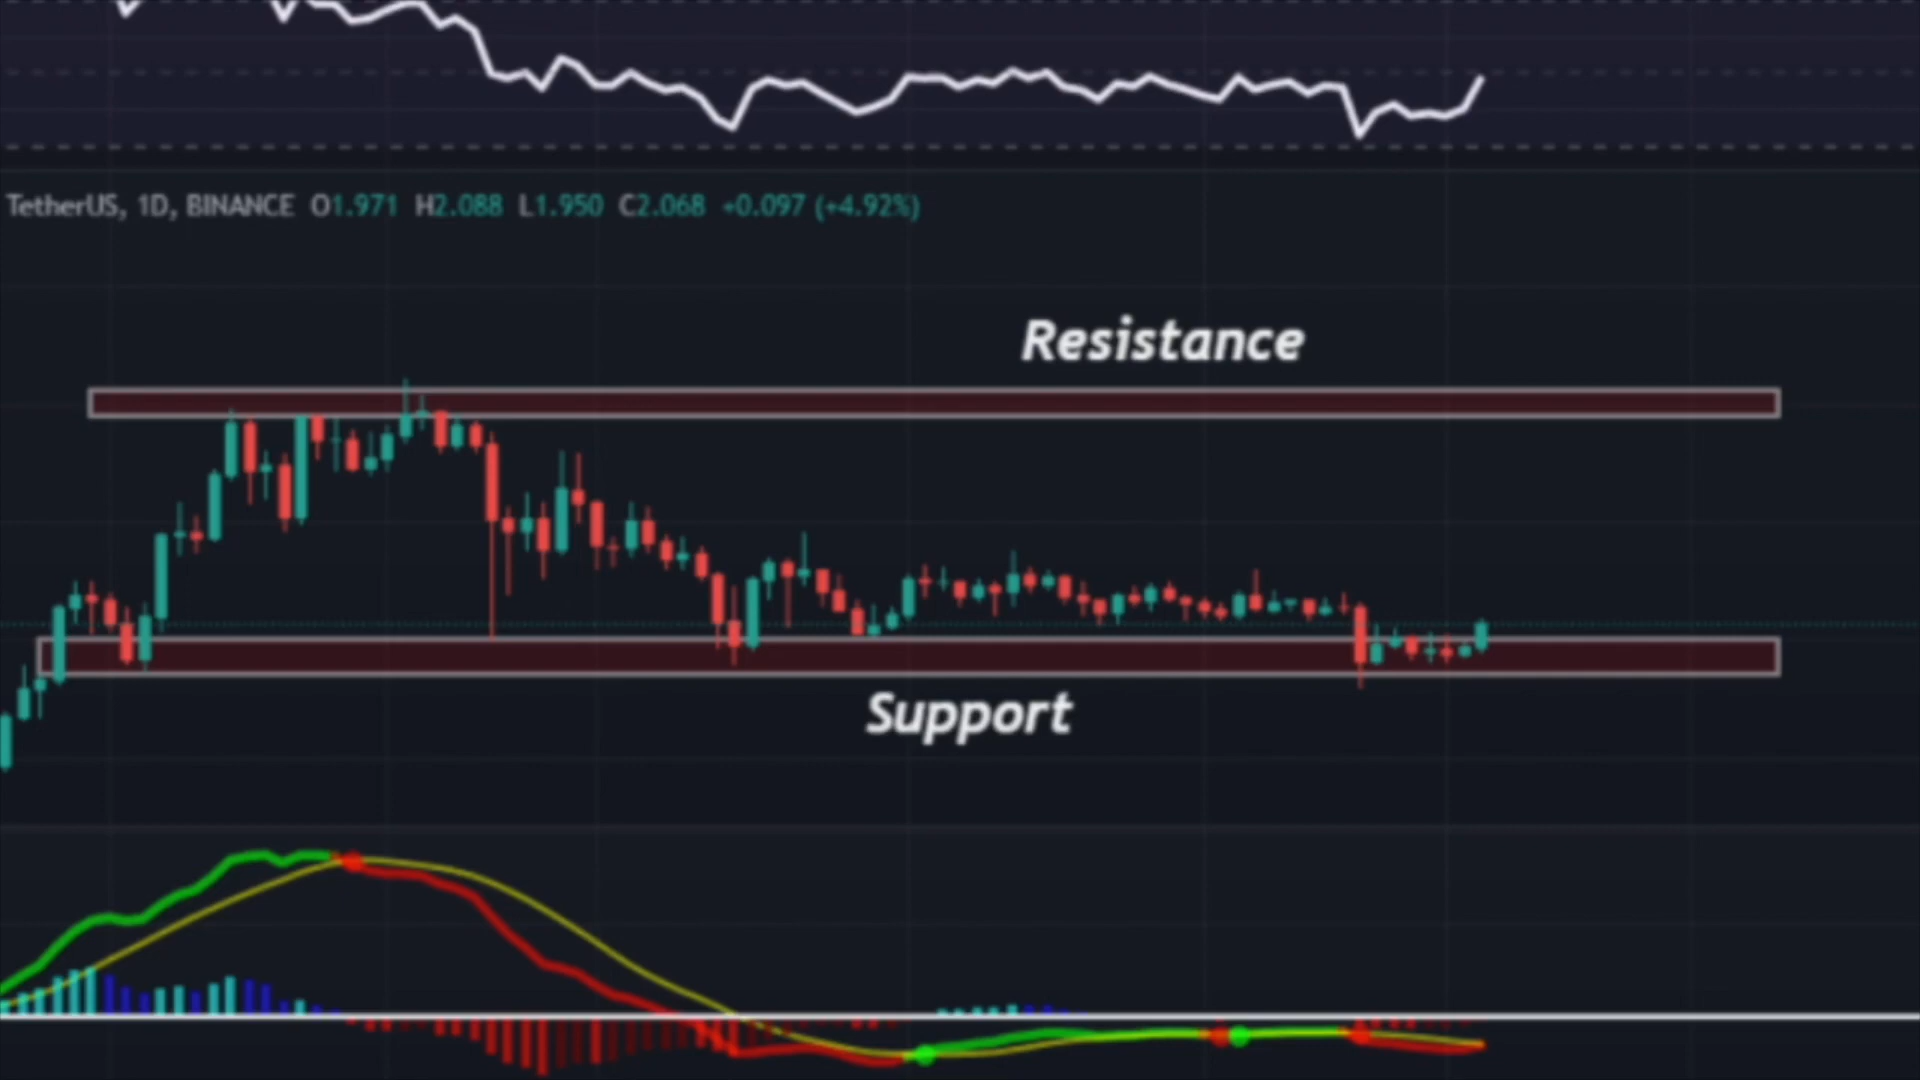 TetherUS, 1D, BINANCE O1.971 H2.088 L1.950 C2.068 +0.097 (+4.92%)
Resistance
Support